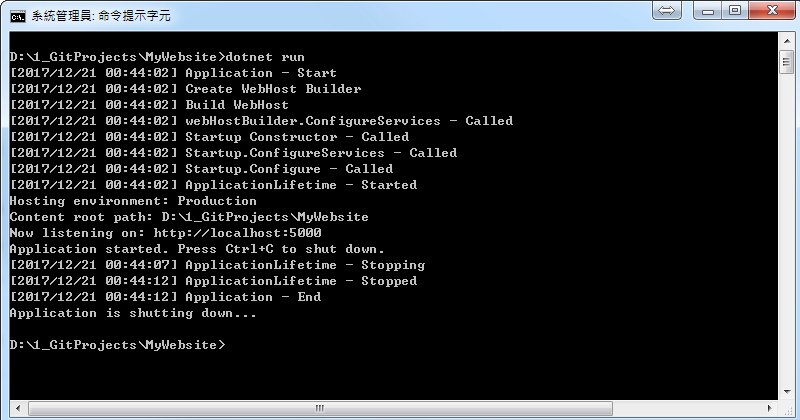 系統管理員: 命令提示字元
D:\1_GitProjects\MyWebsite>dotnet run
[2017/12/21 00:44:02] Application - Start
[2017/12/21 00:44:02] Create WebHost Builder
[2017/12/21 00:44:02] Build WebHost
[2017/12/21 00:44:02] webHostBuilder.ConfigureServices - Called
[2017/12/21 00:44:02] Startup Constructor - Called
[2017/12/21 00:44:02] Startup.ConfigureServices - Called
[2017/12/21 00:44:02] Startup.Configure - Called
[2017/12/21 00:44:02] ApplicationLifetime - Started
Hosting environment: Production
Content root path: D:\1_GitProjects\MyWebsite
Now listening on: http://localhost:5000
Application started. Press Ctrl+C to shut down.
[2017/12/21 00:44:07] ApplicationLifetime - Stopping
[2017/12/21 00:44:12] ApplicationLifetime - Stopped
[2017/12/21 00:44:12] Application - End
Application is shutting down...
D:\1_GitProjects\MyWebsite>